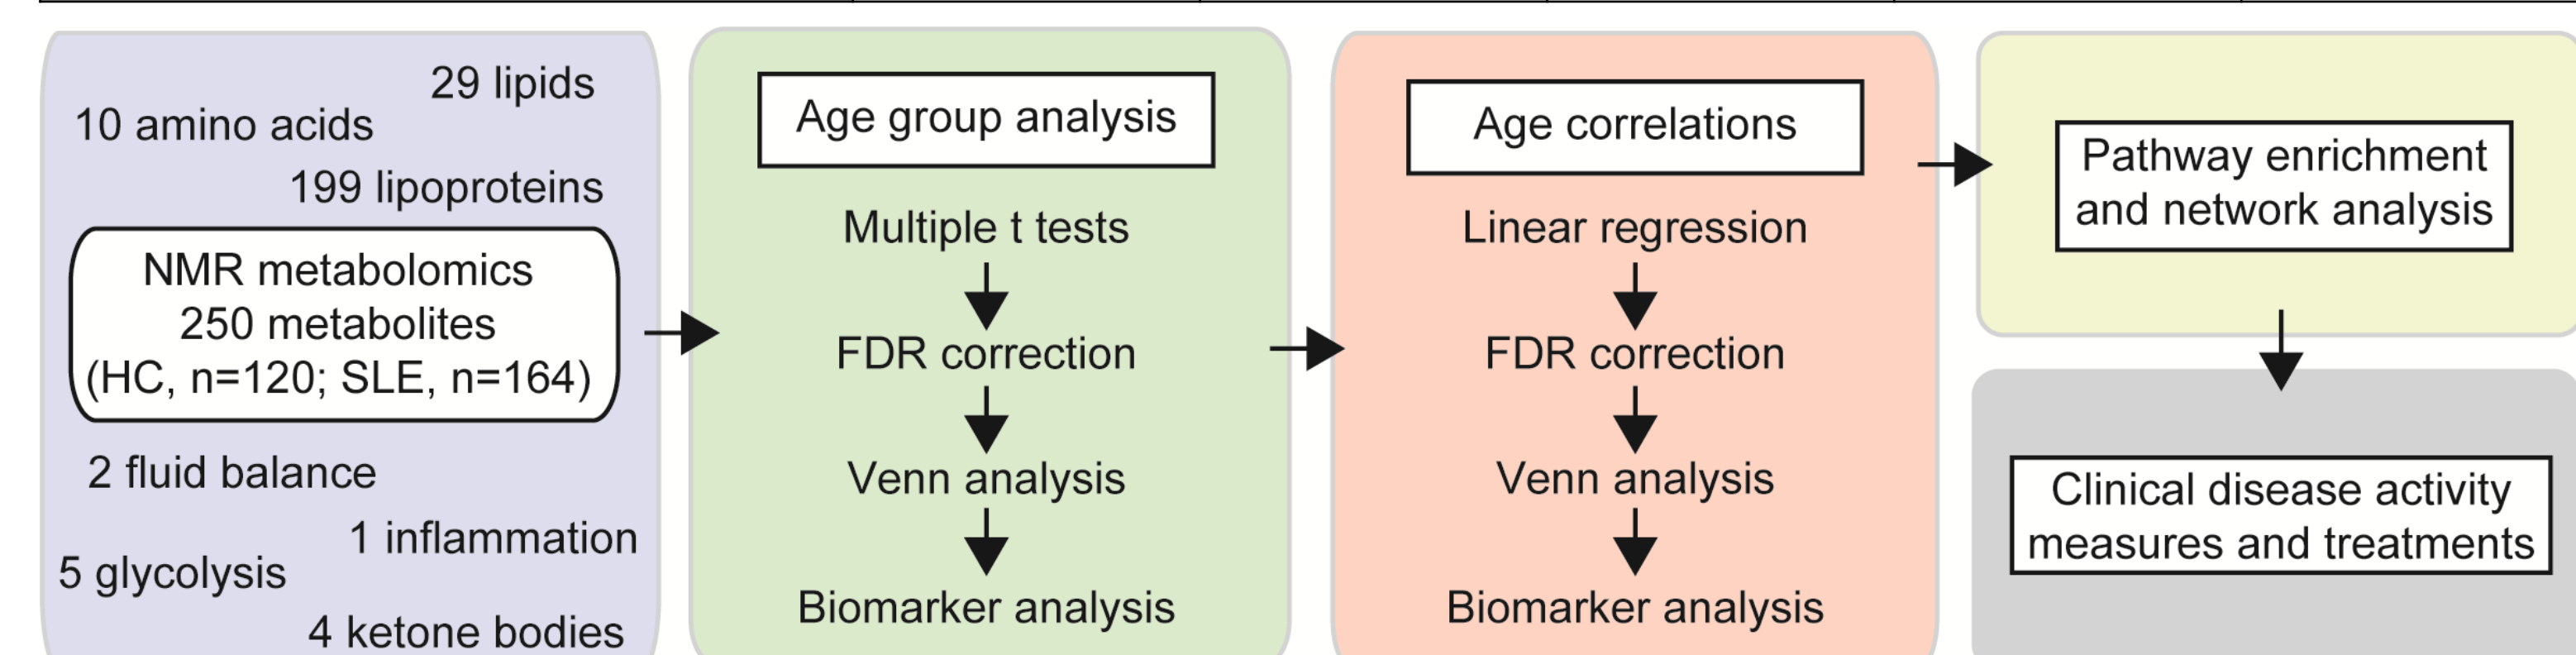 29 lipids
10 amino acids
199 lipoproteins
NMR metabolomics
250 metabolites
(HC, n=120; SLE, n=164)
2 fluid balance
1 inflammation
5 glycolysis
4 ketone bodies
Age group analysis
Multiple t tests
FDR correction
Venn analysis
Biomarker analysis
Age correlations
Linear regression
FDR correction
Venn analysis
Biomarker analysis
Pathway enrichment
and network analysis
Clinical disease activity
measures and treatments